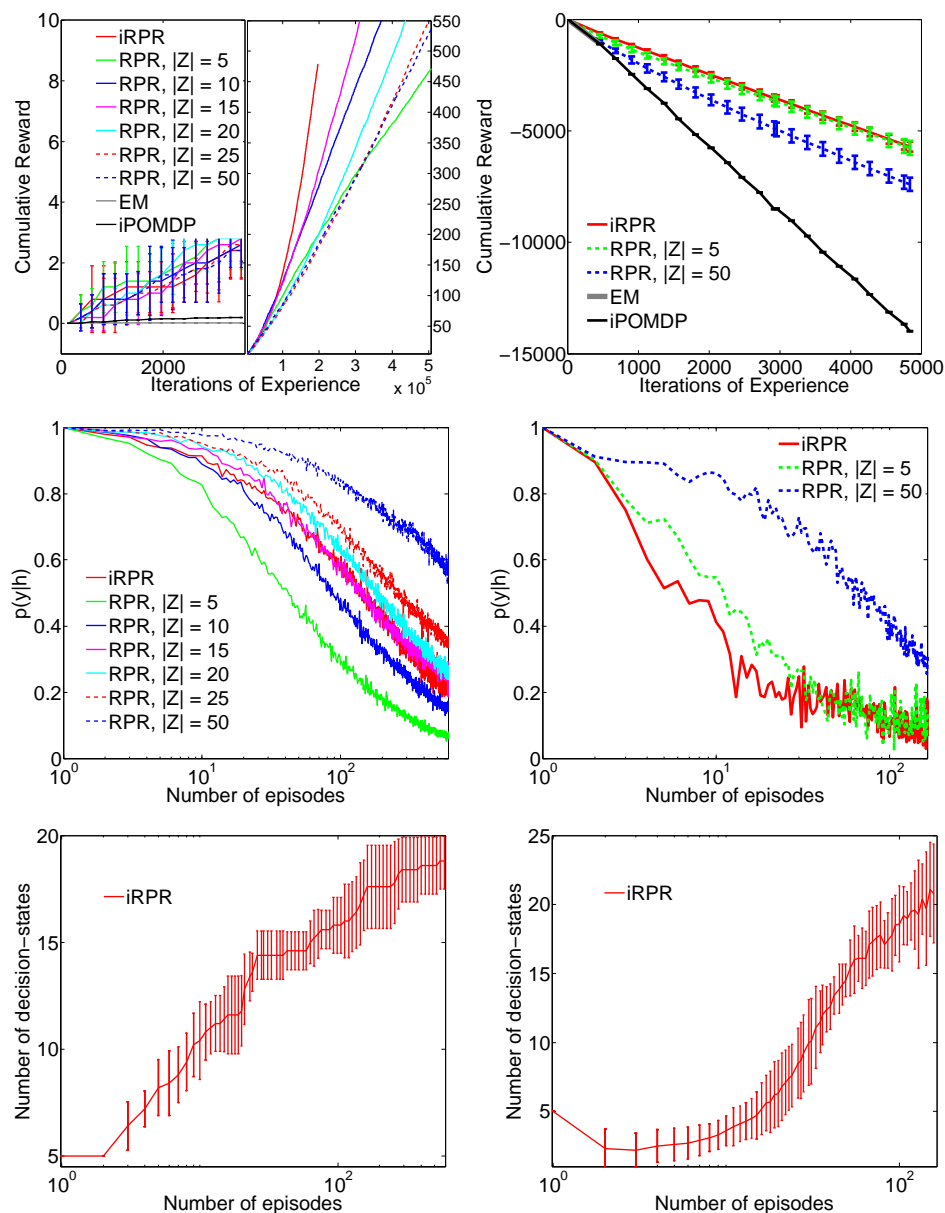 Cumulative Reward
10
8
6
4
2
0
iRPR
RPR, |Z| = 5
RPR, |Z| = 10
RPR, |Z| = 15
RPR, |Z| = 20
RPR, |Z| = 25
RPR, |Z| = 50
EM
iPOMDP
0
2000
1
2
3
4
5
x 10^5
550
500
450
400
350
300
250
200
150
100
50
Iterations of Experience
Cumulative Reward
0
−5000
−10000
−15000
iRPR
RPR, |Z| = 5
RPR, |Z| = 50
EM
iPOMDP
0
1000
2000
3000
4000
5000
Iterations of Experience
p(y|h)
1
0.8
0.6
0.4
0.2
0
iRPR
RPR, |Z| = 5
RPR, |Z| = 10
RPR, |Z| = 15
RPR, |Z| = 20
RPR, |Z| = 25
RPR, |Z| = 50
10^0
10^1
10^2
Number of episodes
p(y|h)
1
0.8
0.6
0.4
0.2
0
iRPR
RPR, |Z| = 5
RPR, |Z| = 50
10^0
10^1
10^2
Number of episodes
Number of decision−states
20
15
10
5
iRPR
10^0
10^2
Number of episodes
Number of decision−states
25
20
15
10
5
iRPR
10^0
10^2
Number of episodes